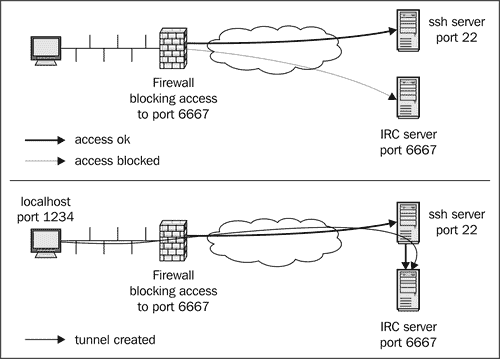 ssh server
port 22
Firewall
blocking access
to port 6667
IRC server
port 6667
access ok
access blocked
localhost
port 1234
ssh server
port 22
Firewall
blocking access
to port 6667
IRC server
port 6667
tunnel created